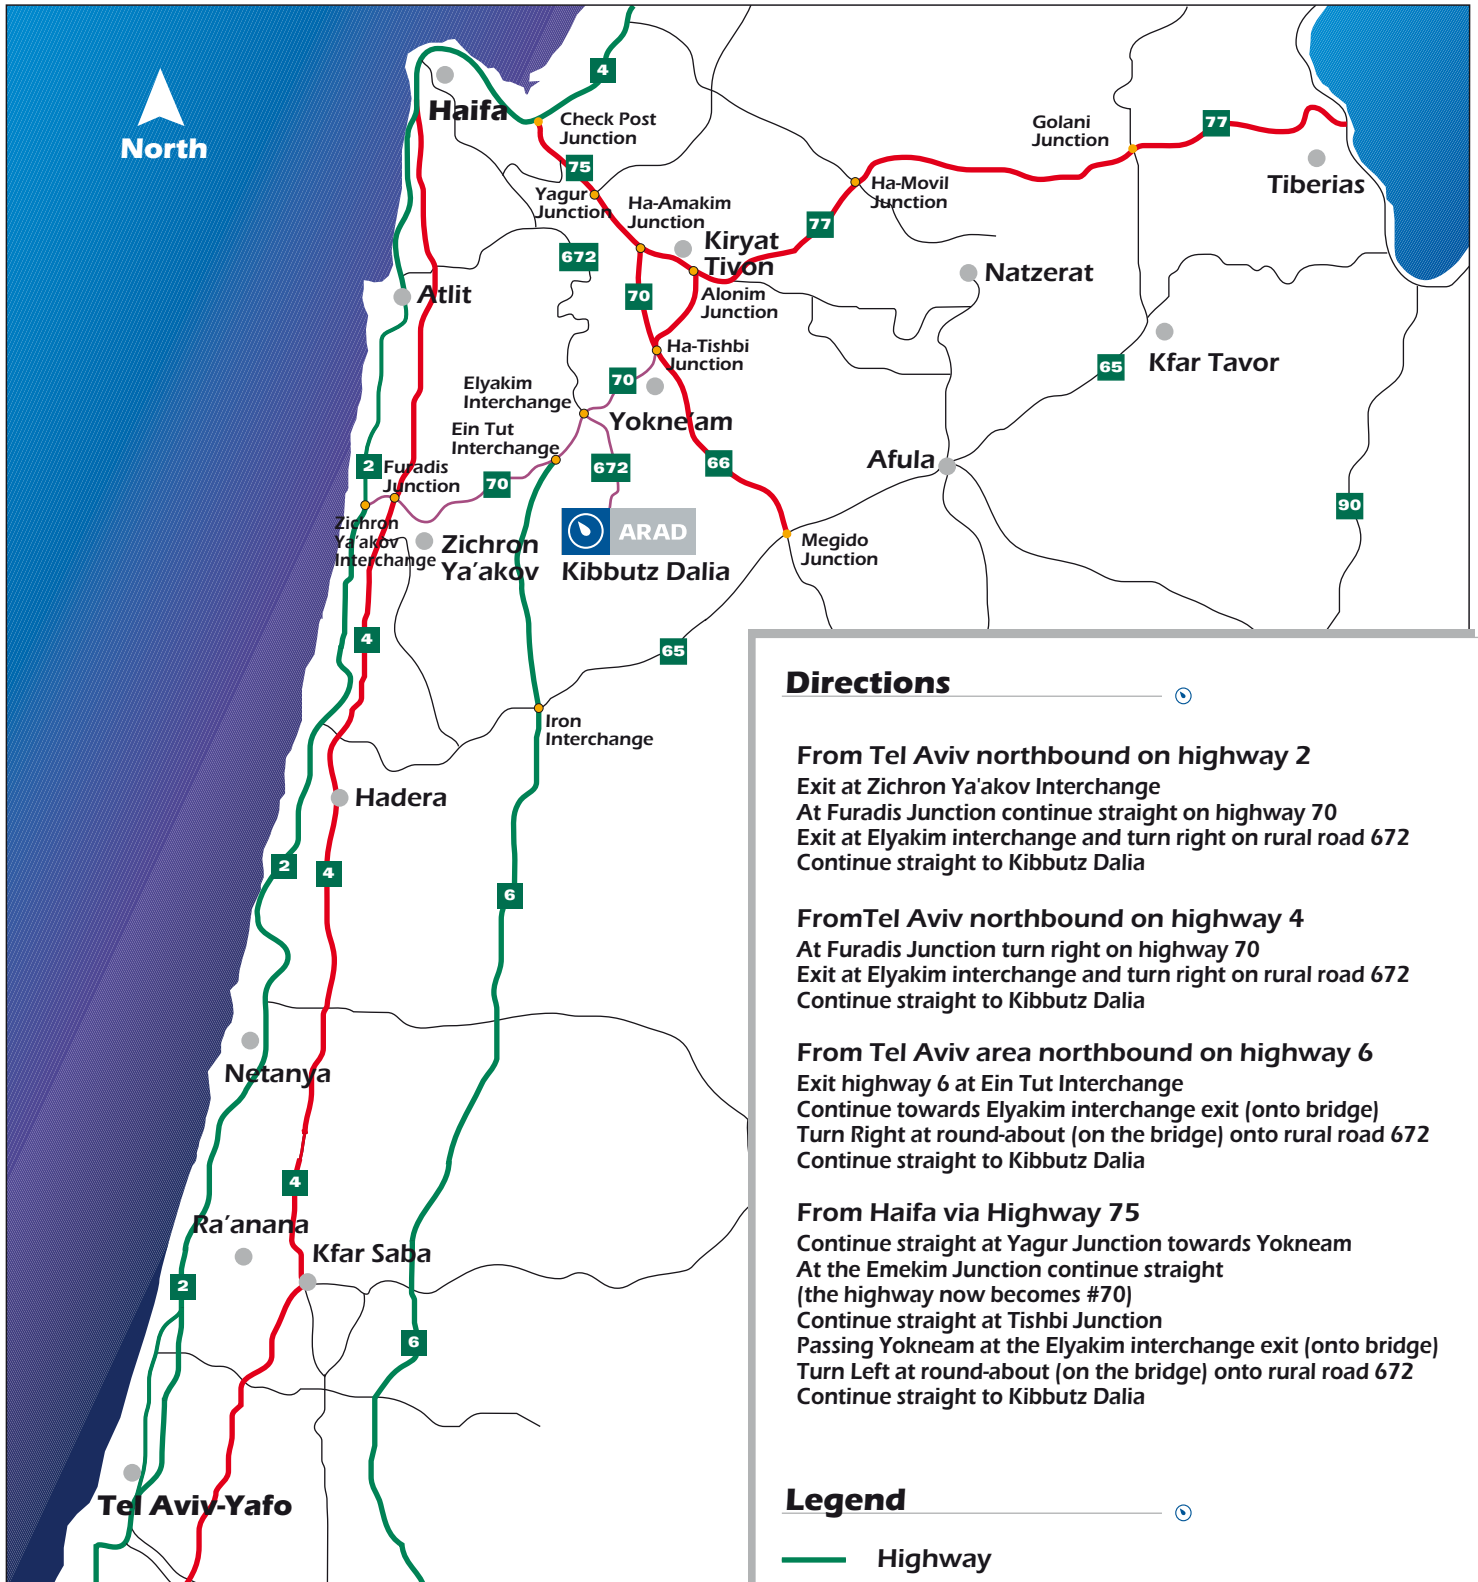 4
Haifa
Check Post
Junction
Golani
Junction
77
North
75
Tiberias
Yagur
Junction
Ha-Amakim
Junction
Ha-Movil
Junction
77
Kiryat
Tivon
672
Natzerat
Atlit
70
Alonim
Junction
Ha-Tishbi
Junction
Kfar Tavor
65
Elyakim
Interchange
70
Yokne'am
Ein Tut
Interchange
2
Furadis
Junction
672
66
Afula
70
90
Zichron
Ya'akov
Interchange
Zichron
Ya'akov
ARAD
Kibbutz Dalia
Megido
Junction
4
65
Iron
Interchange
Hadera
2
4
6
Netanya
4
Ra'anana
Kfar Saba
2
6
Tel Aviv-Yafo
Directions
From Tel Aviv northbound on highway 2
Exit at Zichron Ya'akov Interchange
At Furadis Junction continue straight on highway 70
Exit at Elyakim interchange and turn right on rural road 672
Continue straight to Kibbutz Dalia
FromTel Aviv northbound on highway 4
At Furadis Junction turn right on highway 70
Exit at Elyakim interchange and turn right on rural road 672
Continue straight to Kibbutz Dalia
From Tel Aviv area northbound on highway 6
Exit highway 6 at Ein Tut Interchange
Continue towards Elyakim interchange exit (onto bridge)
Turn Right at round-about (on the bridge) onto rural road 672
Continue straight to Kibbutz Dalia
From Haifa via Highway 75
Continue straight at Yagur Junction towards Yokneam
At the Emekim Junction continue straight
(the highway now becomes #70)
Continue straight at Tishbi Junction
Passing Yokneam at the Elyakim interchange exit (onto bridge)
Turn Left at round-about (on the bridge) onto rural road 672
Continue straight to Kibbutz Dalia
Legend
Highway